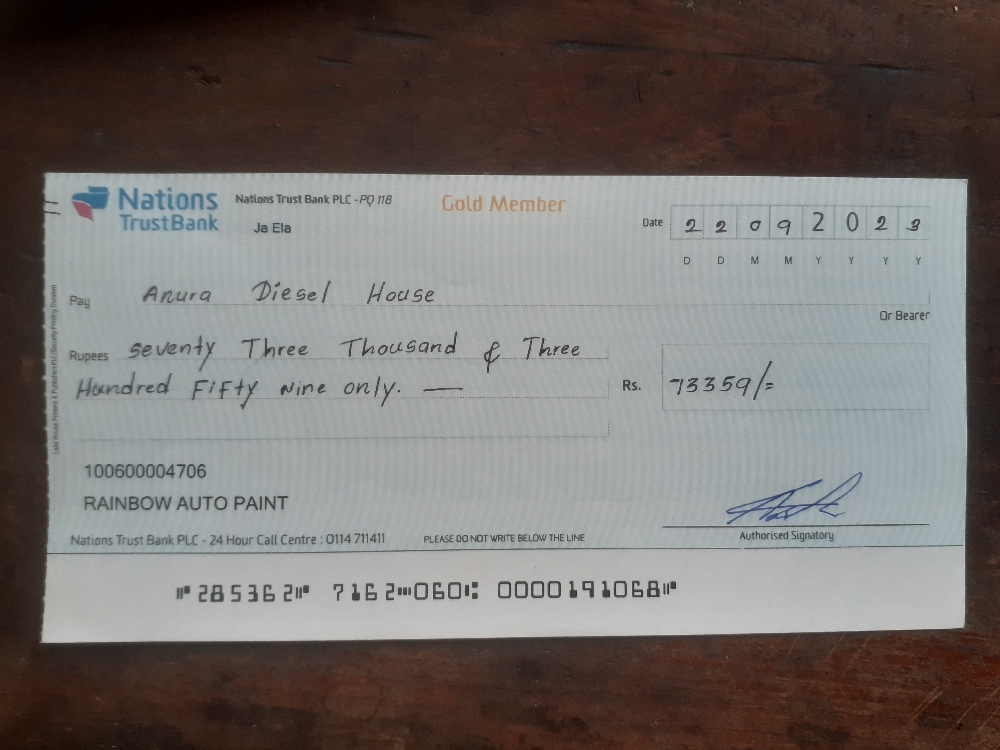 Nations
TrustBank
Nations Trust Bank PLC - PQ 118
Ja Ela
Gold Member
Date 2 2 0 9 2 0 2 3
D D M M Y Y Y Y
Pay Anura Diesel House
Or Bearer
Rupees seventy Three Thousand & Three
Hundred Fifty Nine only. —
Rs. 73359/=
100600004706
RAINBOW AUTO PAINT
Nations Trust Bank PLC - 24 Hour Call Centre : 0114 711411
PLEASE DO NOT WRITE BELOW THE LINE
Authorised Signatory
⑈285362⑈ 7162⑉060⑆ 0000191068⑈